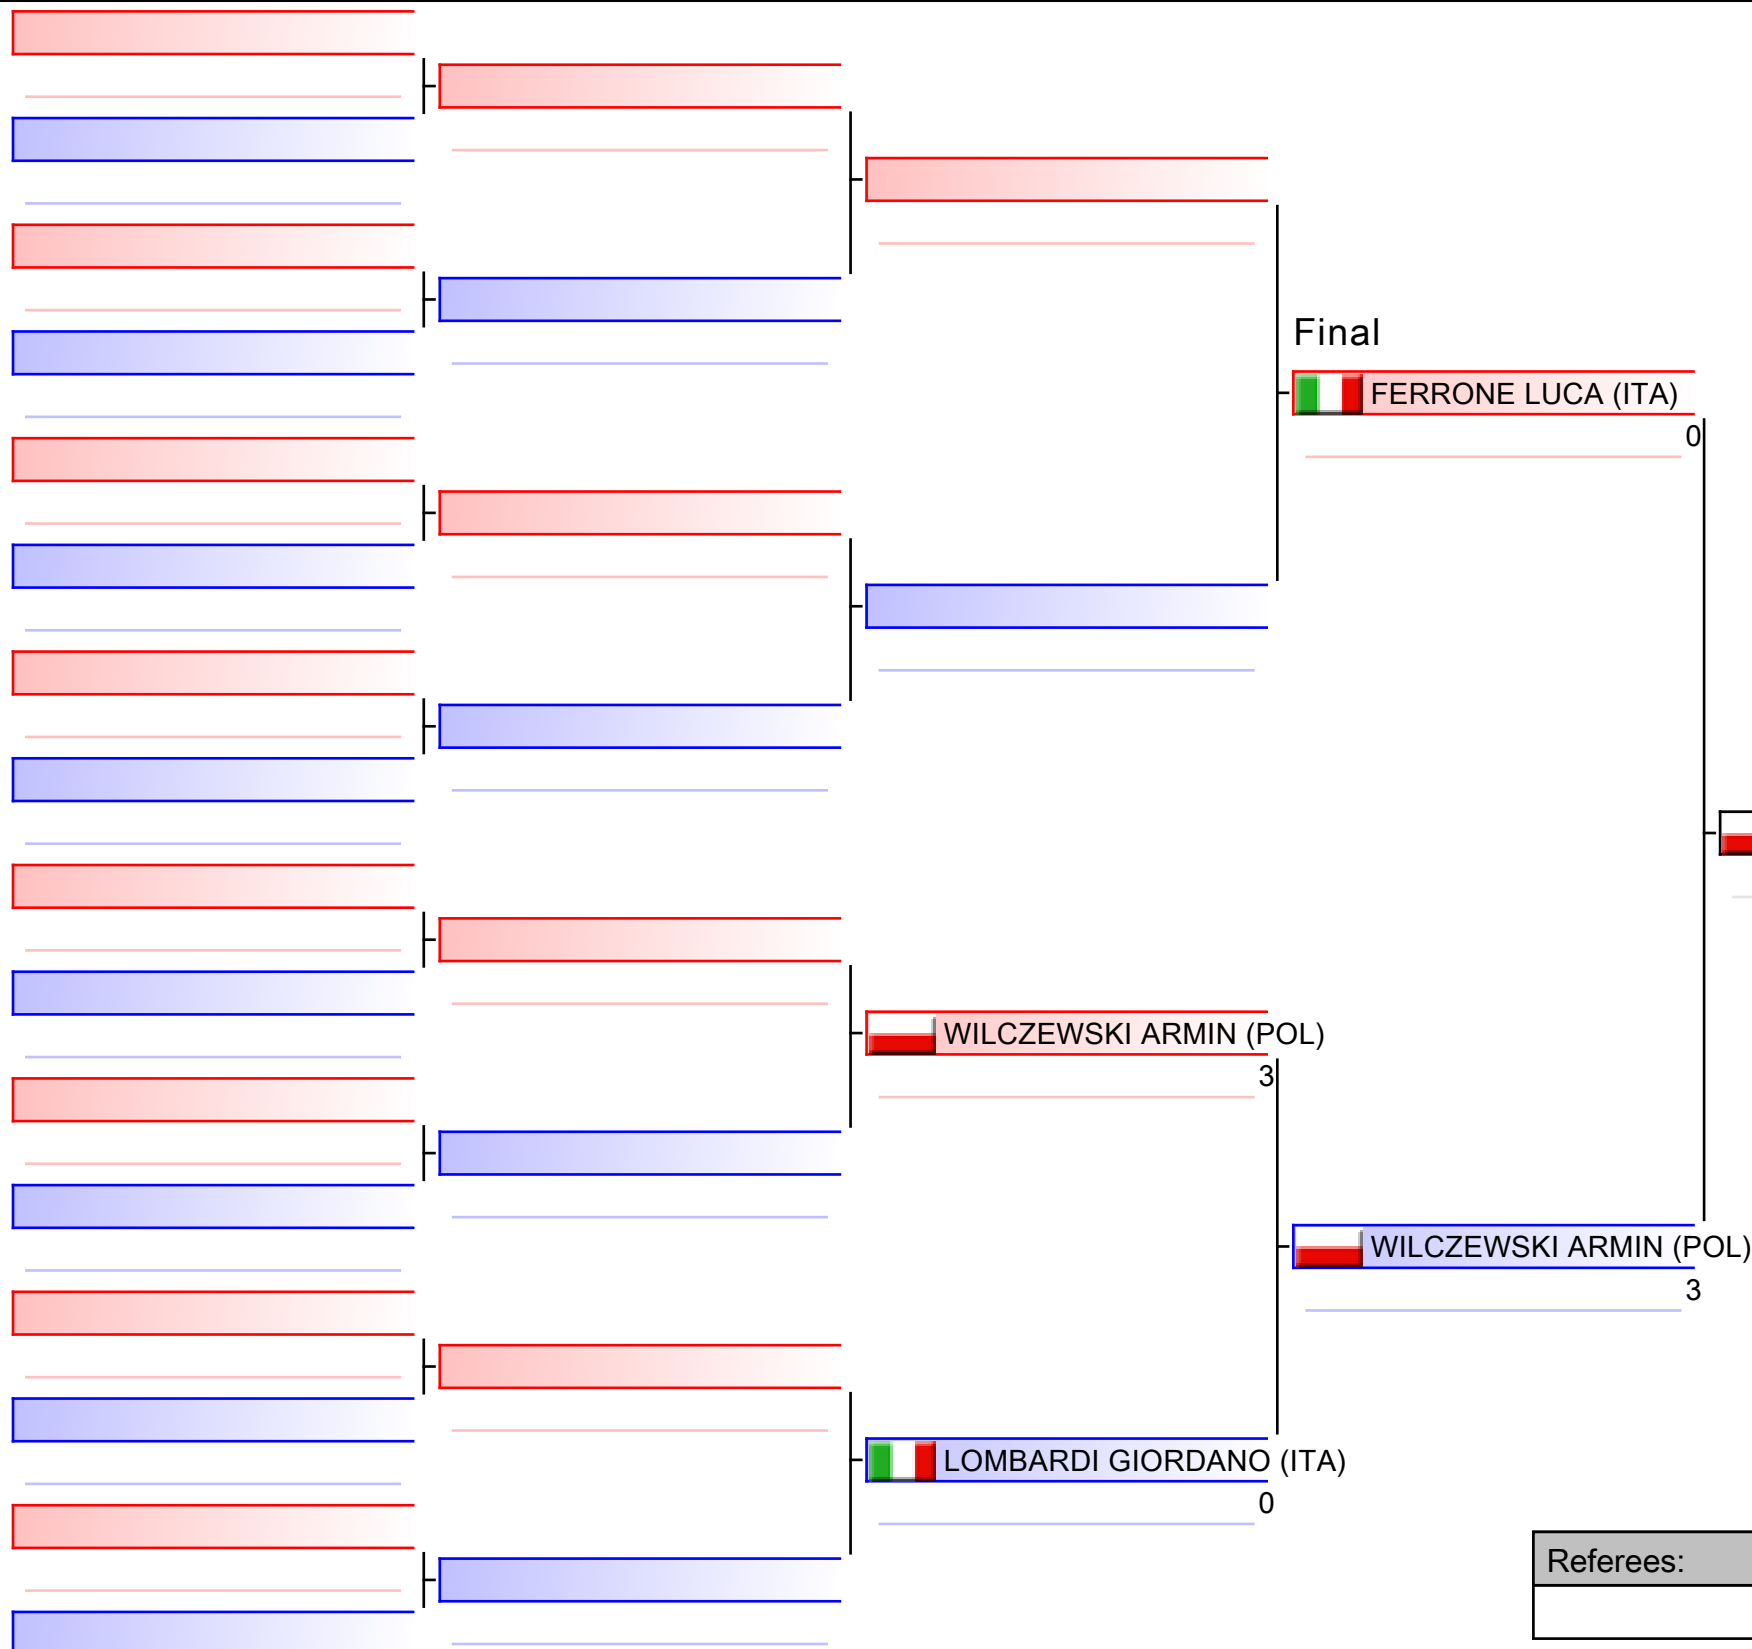 Final
FERRONE LUCA (ITA)
0
WILCZEWSKI ARMIN (POL)
3
WILCZEWSKI ARMIN (POL)
3
LOMBARDI GIORDANO (ITA)
0
Referees: